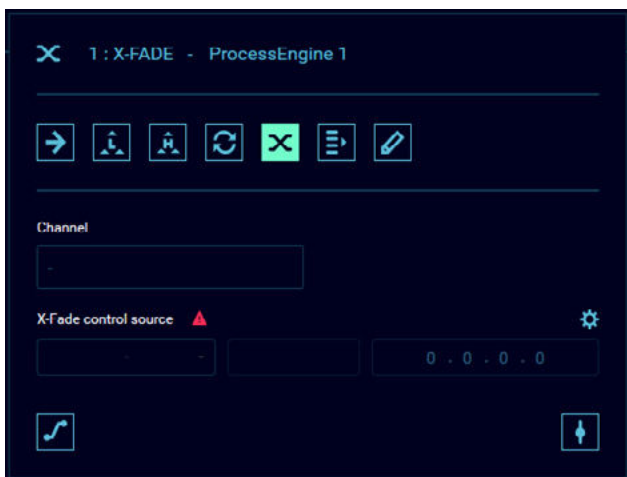 1 : X-FADE - ProcessEngine 1
L
H
Channel
-
X-Fade control source
- -
0 . 0 . 0 . 0